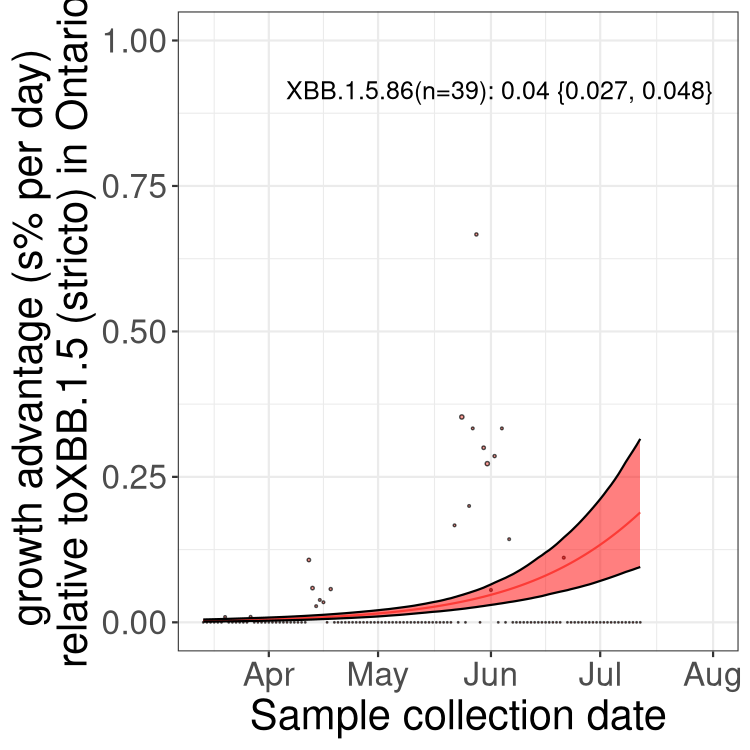 growth advantage (s% per day)
relative toXBB.1.5 (stricto) in Ontario
1.00
XBB.1.5.86(n=39): 0.04 {0.027, 0.048}
0.75
0.50
0.25
0.00
Apr May Jun Jul Aug
Sample collection date